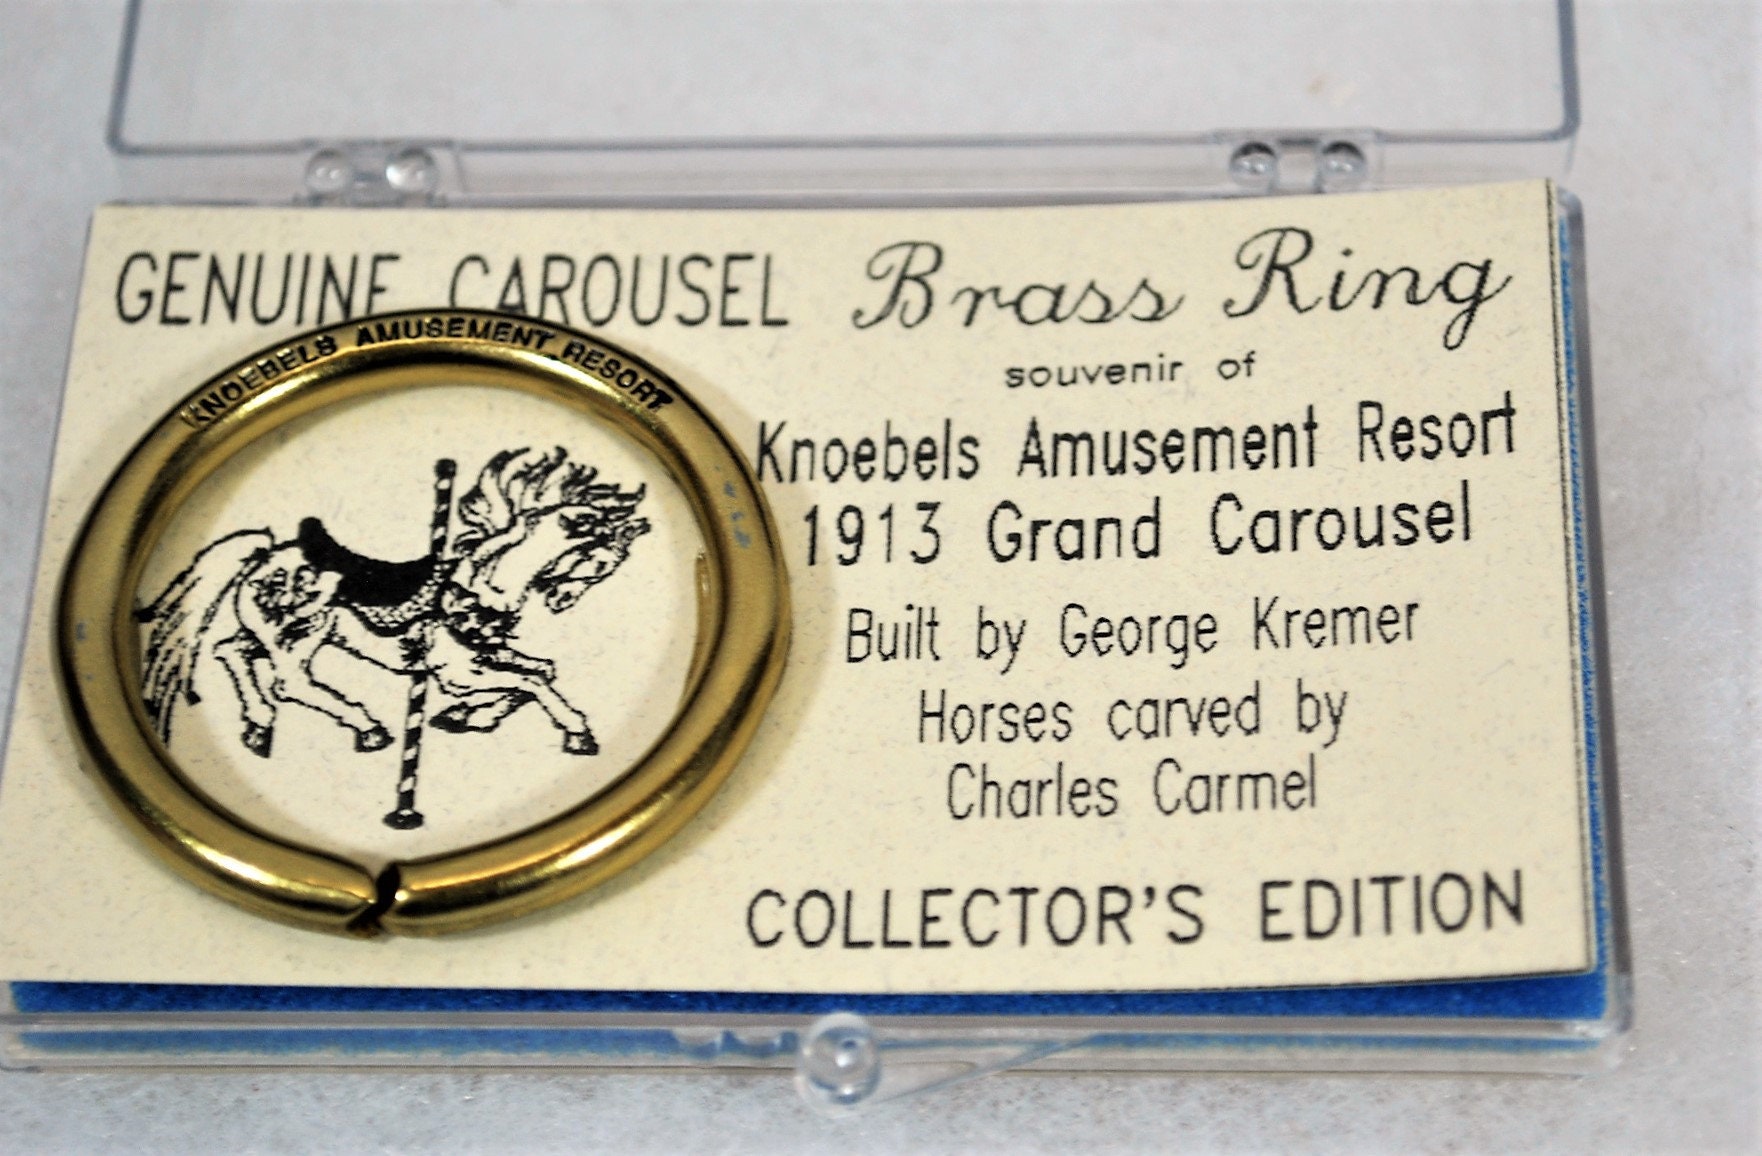 GENUINE CAROUSEL Brass Ring
KNOEBELS AMUSEMENT RESORT
souvenir of
Knoebels Amusement Resort
1913 Grand Carousel
Built by George Kremer
Horses carved by
Charles Carmel
COLLECTOR'S EDITION